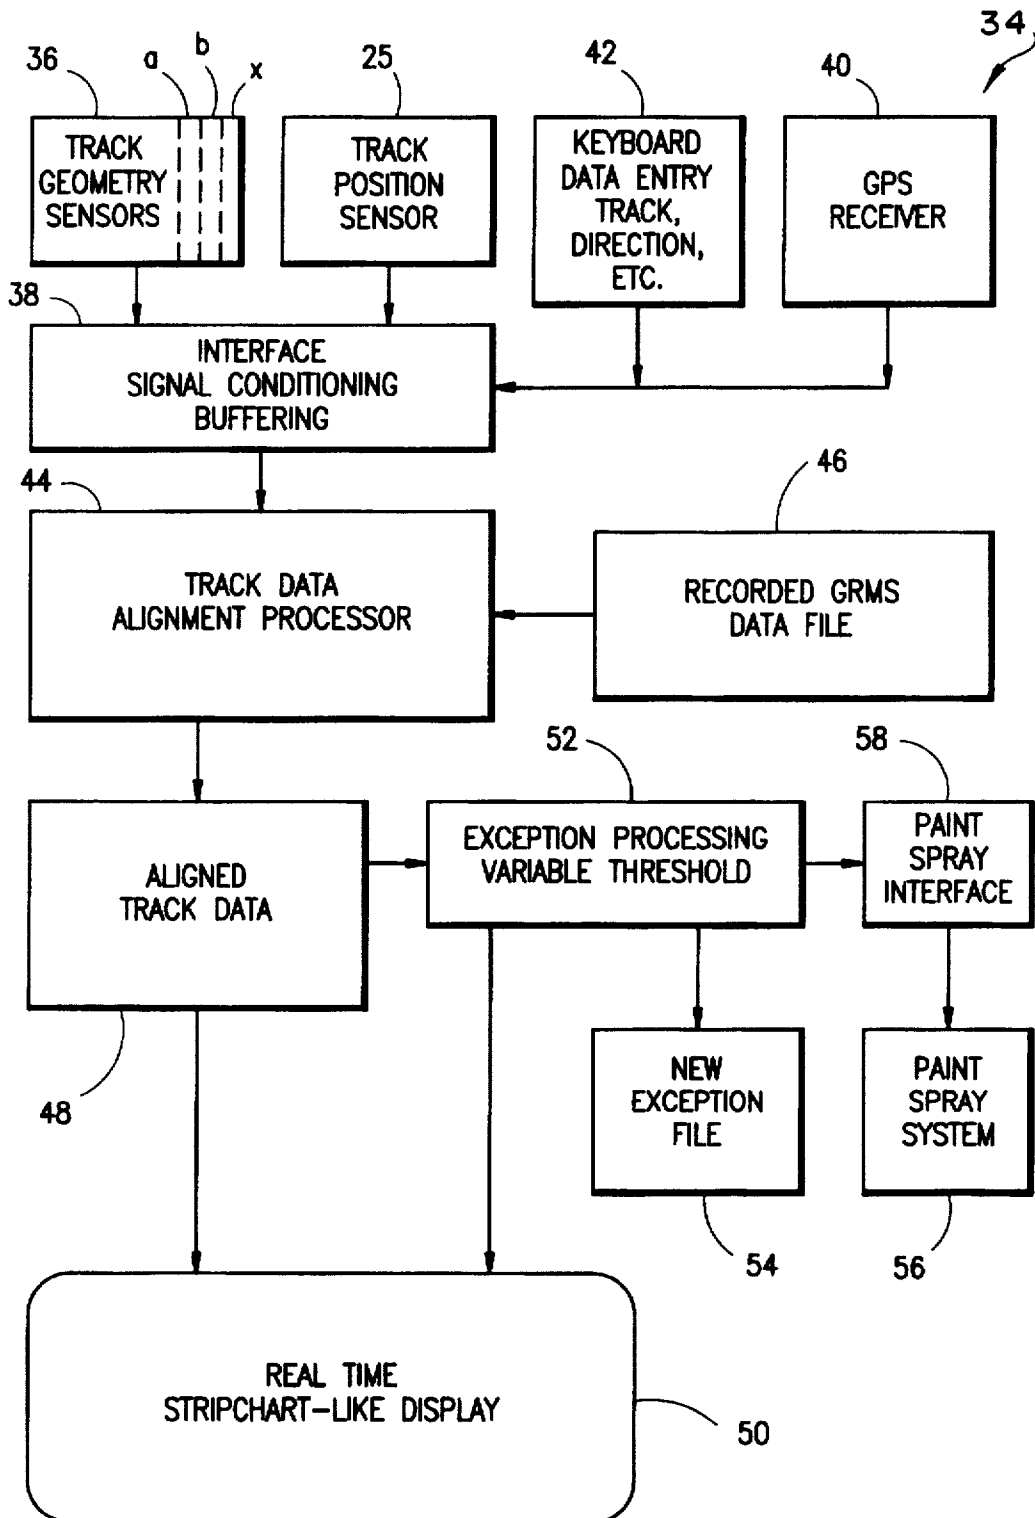 34
36
a
b
x
25
42
40
TRACK
GEOMETRY
SENSORS
TRACK
POSITION
SENSOR
KEYBOARD
DATA ENTRY
TRACK,
DIRECTION,
ETC.
GPS
RECEIVER
38
INTERFACE
SIGNAL CONDITIONING
BUFFERING
44
46
TRACK DATA
ALIGNMENT PROCESSOR
RECORDED GRMS
DATA FILE
52
58
ALIGNED
TRACK DATA
EXCEPTION PROCESSING
VARIABLE THRESHOLD
PAINT
SPRAY
INTERFACE
48
NEW
EXCEPTION
FILE
PAINT
SPRAY
SYSTEM
54
56
REAL TIME
STRIPCHART-LIKE DISPLAY
50